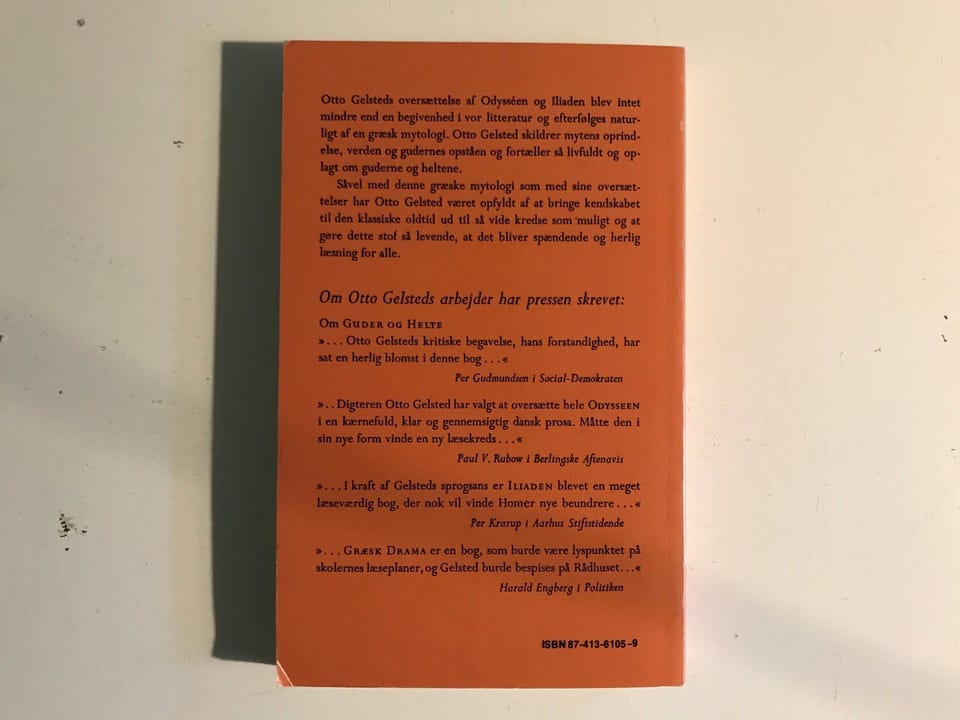 Otto Gelsteds oversættelse af Odysséen og Iliaden blev intet
mindre end en begivenhed i vor litteratur og efterfølges natur-
ligt af en græsk mytologi. Otto Gelsted skildrer mytens oprind-
else, verden og gudernes opståen og fortæller så livfuldt og op-
lagt om guderne og heltene.
Såvel med denne græske mytologi som med sine oversæt-
telser har Otto Gelsted været opfyldt af at bringe kendskabet
til den klassiske oldtid ud til så vide kredse som muligt og at
gøre dette stof så levende, at det bliver spændende og herlig
læsning for alle.
Om Otto Gelsteds arbejder har pressen skrevet:
Om GUDER OG HELTE
»... Otto Gelsteds kritiske begavelse, hans forstandighed, har
sat en herlig blomst i denne bog ...«
Per Gudmundsen i Social-Demokraten
».. Digteren Otto Gelsted har valgt at oversætte hele ODYSSEEN
i en kærnefuld, klar og gennemsigtig dansk prosa. Måtte den i
sin nye form vinde en ny læsekreds ...«
Paul V. Rubow i Berlingske Aftenavis
»... I kraft af Gelsteds sprogsans er ILIADEN blevet en meget
læseværdig bog, der nok vil vinde Homer nye beundrere ...«
Per Krarup i Aarhus Stiftstidende
»... GRÆSK DRAMA er en bog, som burde være lyspunktet på
skolernes læseplaner, og Gelsted burde bespises på Rådhuset...«
Harald Engberg i Politiken
ISBN 87-413-6105-9